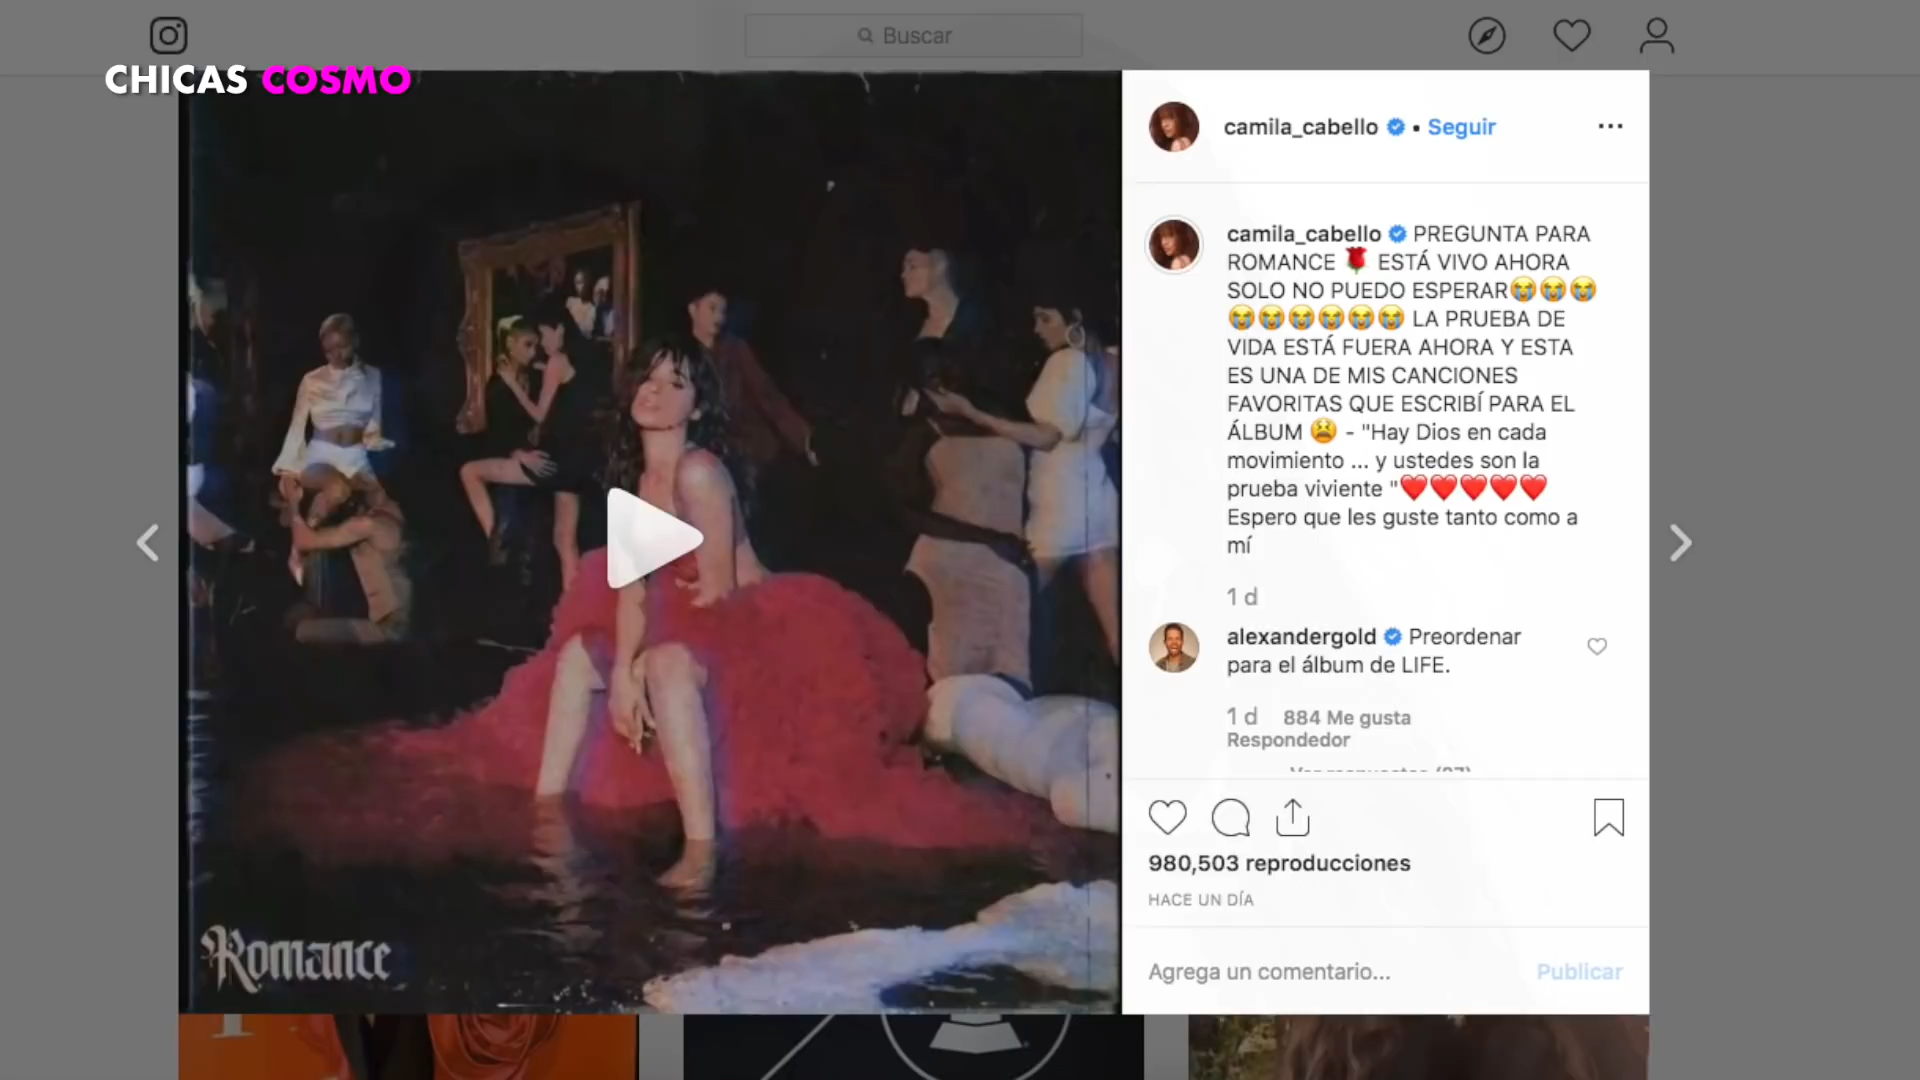 Buscar
CHICAS COSMO
camila_cabello • Seguir
camila_cabello PREGUNTA PARA
ROMANCE 🌹 ESTÁ VIVO AHORA
SOLO NO PUEDO ESPERAR😭😭😭
😭😭😭😭😭😭 LA PRUEBA DE
VIDA ESTÁ FUERA AHORA Y ESTA
ES UNA DE MIS CANCIONES
FAVORITAS QUE ESCRIBÍ PARA EL
ÁLBUM 😫 - "Hay Dios en cada
movimiento ... y ustedes son la
prueba viviente "❤️❤️❤️❤️❤️
Espero que les guste tanto como a
mí
1 d
alexandergold Preordenar
para el álbum de LIFE.
1 d 884 Me gusta
Respondedor
980,503 reproducciones
HACE UN DÍA
Agrega un comentario... Publicar
Romance